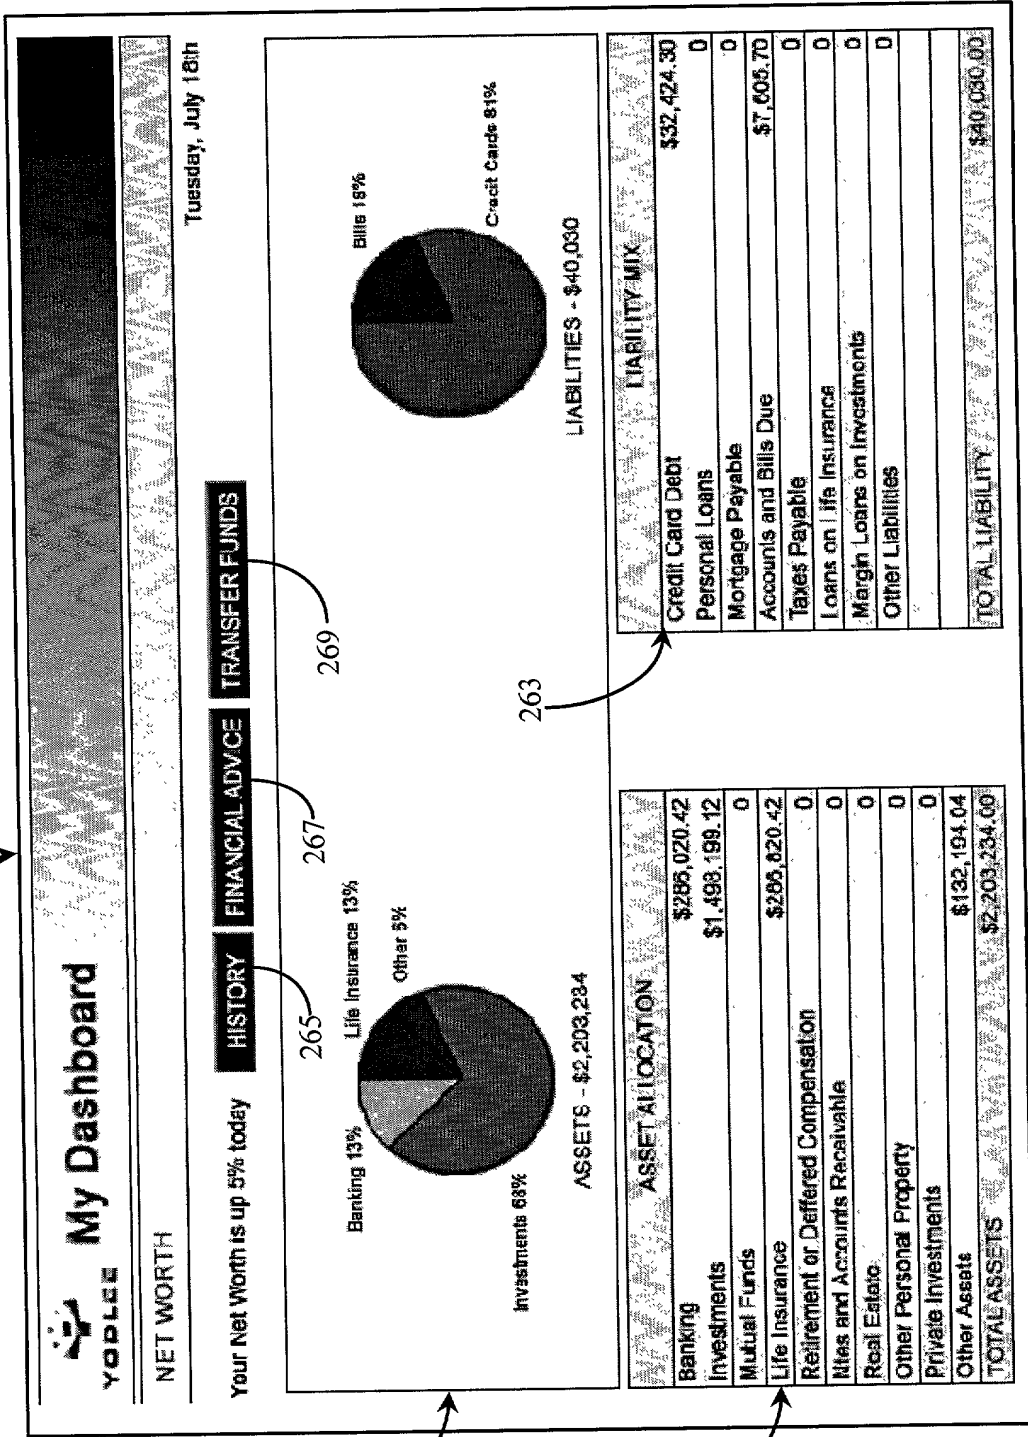 YODLEE
My Dashboard
NET WORTH
Tuesday, July 18th
Your Net Worth is up 5% today
HISTORY
FINANCIAL ADVICE
TRANSFER FUNDS
265
267
269
Banking 13%
Life Insurance 13%
Other 5%
Investments 68%
ASSETS - $2,203,234
Bills 18%
Credit Cards 81%
LIABILITIES - $40,030
263
ASSET ALLOCATION
Banking $286,020.42
Investments $1,498,199.12
Mutual Funds 0
Life Insurance $286,820.42
Retirement or Deffered Compensation 0
Ntes and Accounts Receivable 0
Real Estate 0
Other Personal Property 0
Private Investments 0
Other Assets $132,194.04
TOTAL ASSETS $2,203,234.00
LIABILITY MIX
Credit Card Debt $32,424.30
Personal Loans 0
Mortgage Payable 0
Accounts and Bills Due $7,605.70
Taxes Payable 0
Loans on Life Insurance 0
Margin Loans on Investments 0
Other Liabilities 0
TOTAL LIABILITY $40,030.00